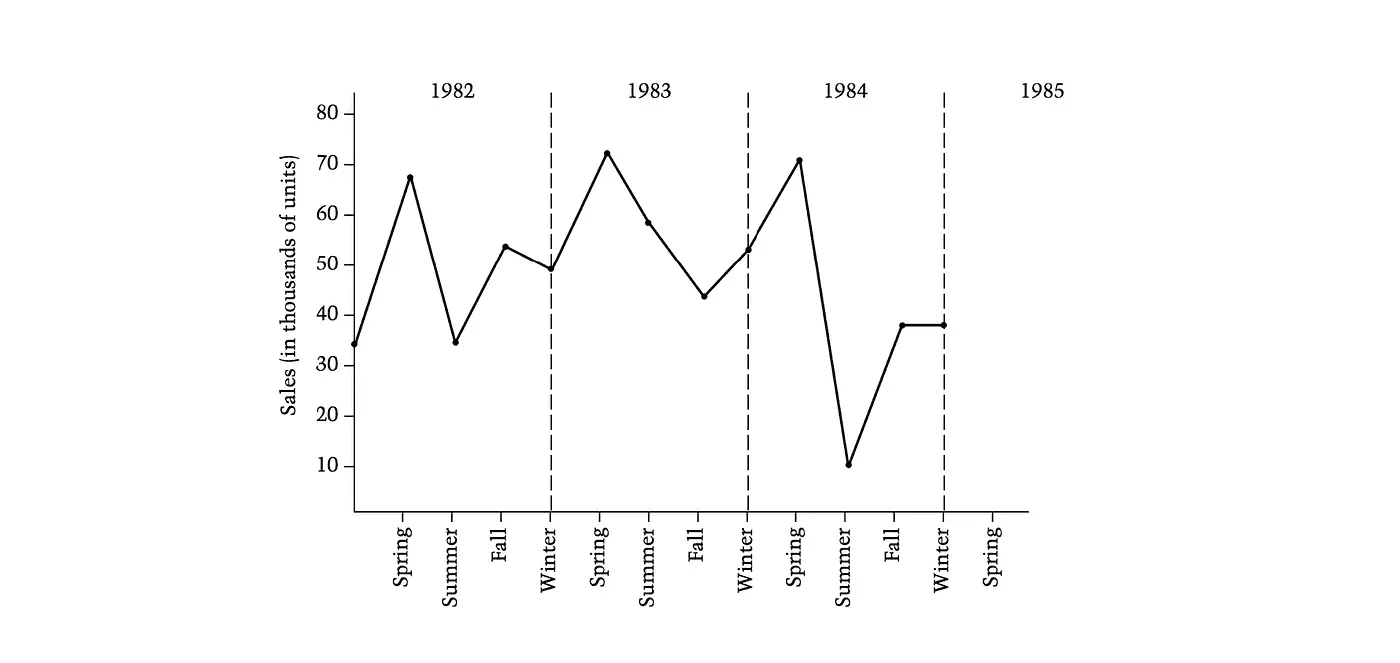 1982 1983 1984 1985
Sales (in thousands of units)
80
70
60
50
40
30
20
10
Spring Summer Fall Winter Spring Summer Fall Winter Spring Summer Fall Winter Spring